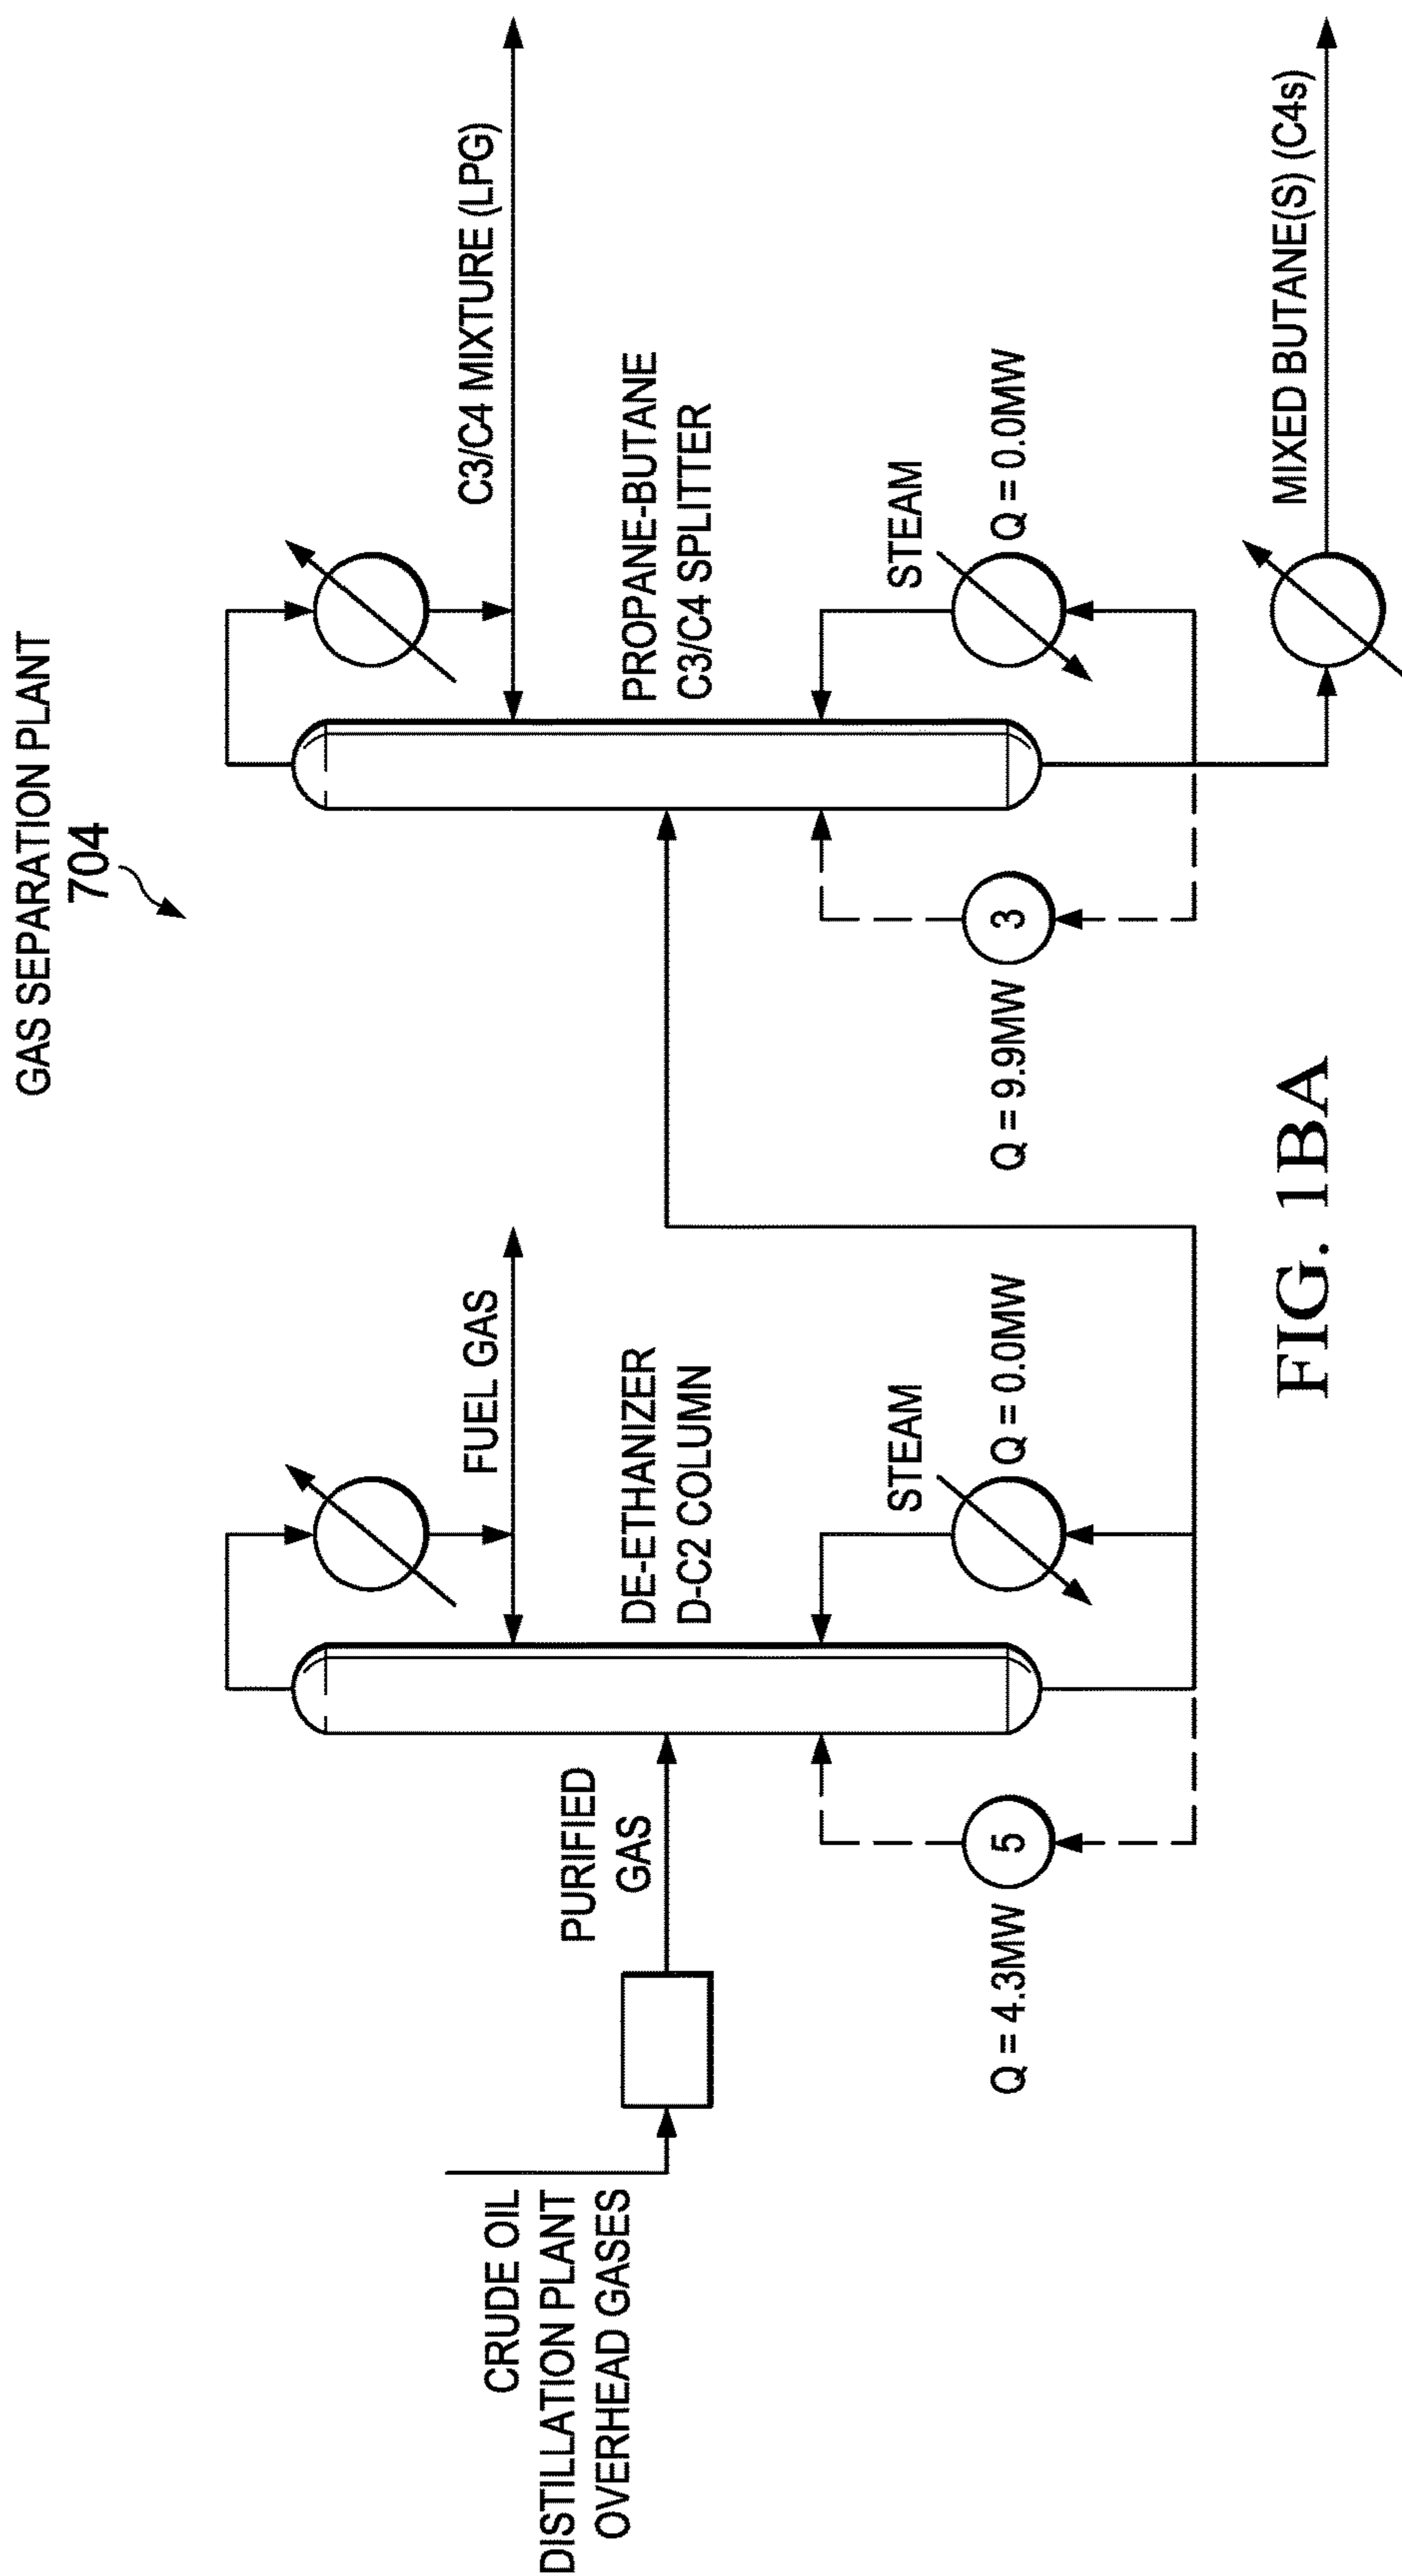 GAS SEPARATION PLANT
704
CRUDE OIL
DISTILLATION PLANT
OVERHEAD GASES
PURIFIED
GAS
FUEL GAS
DE-ETHANIZER
D-C2 COLUMN
STEAM
Q = 0.0MW
5
Q = 4.3MW
C3/C4 MIXTURE (LPG)
PROPANE-BUTANE
C3/C4 SPLITTER
STEAM
Q = 0.0MW
3
Q = 9.9MW
MIXED BUTANE(S) (C4s)
FIG. 1BA